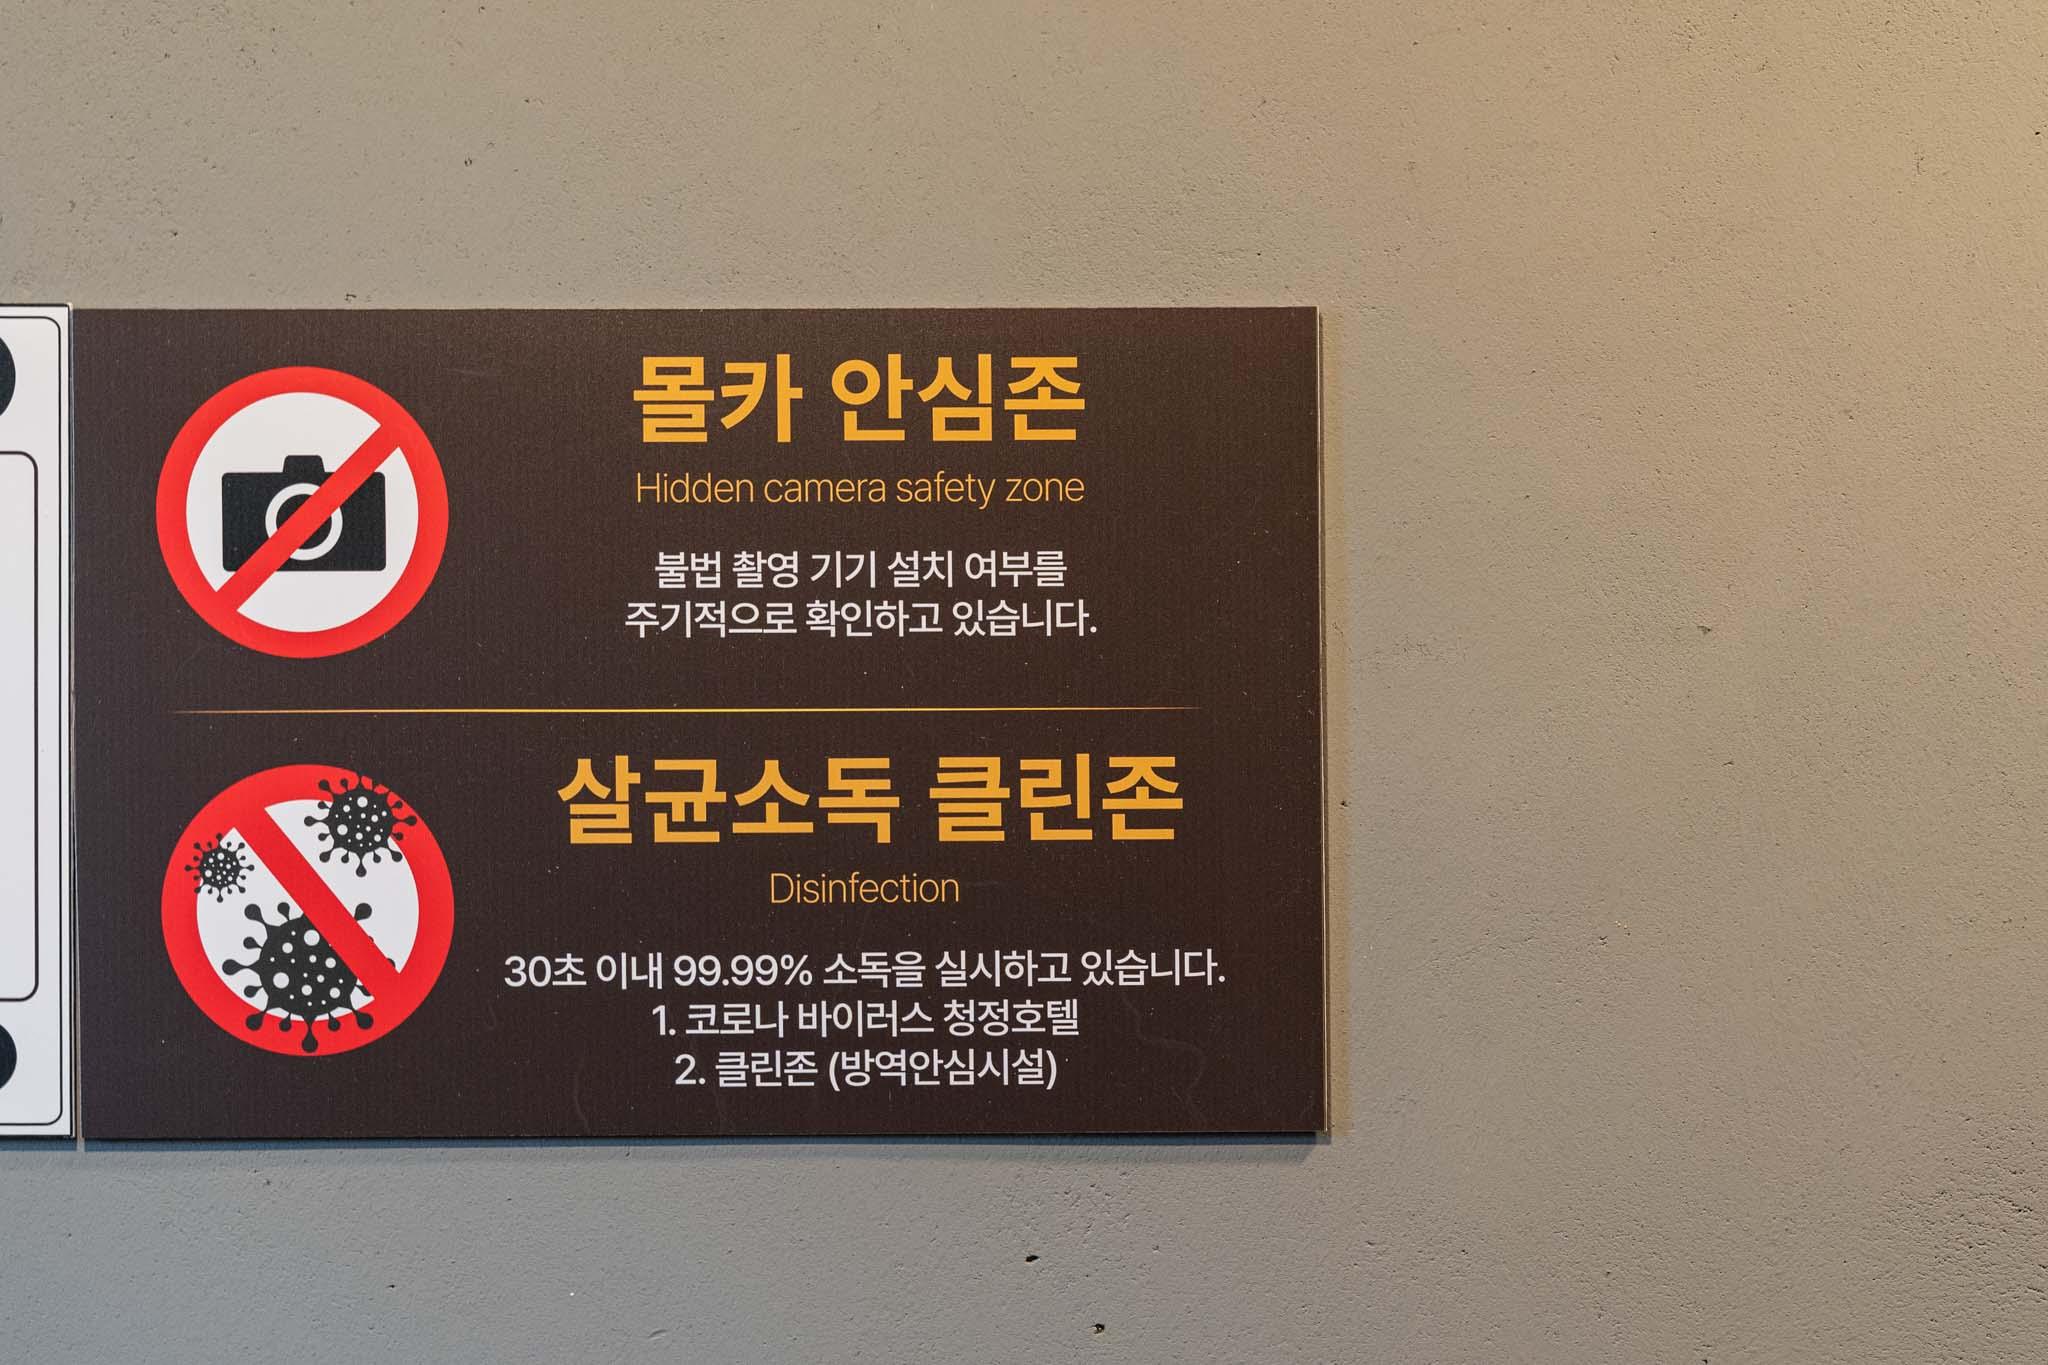 몰카 안심존
Hidden camera safety zone
불법 촬영 기기 설치 여부를
주기적으로 확인하고 있습니다.
살균소독 클린존
Disinfection
30초 이내 99.99% 소독을 실시하고 있습니다.
1. 코로나 바이러스 청정호텔
2. 클린존 (방역안심시설)